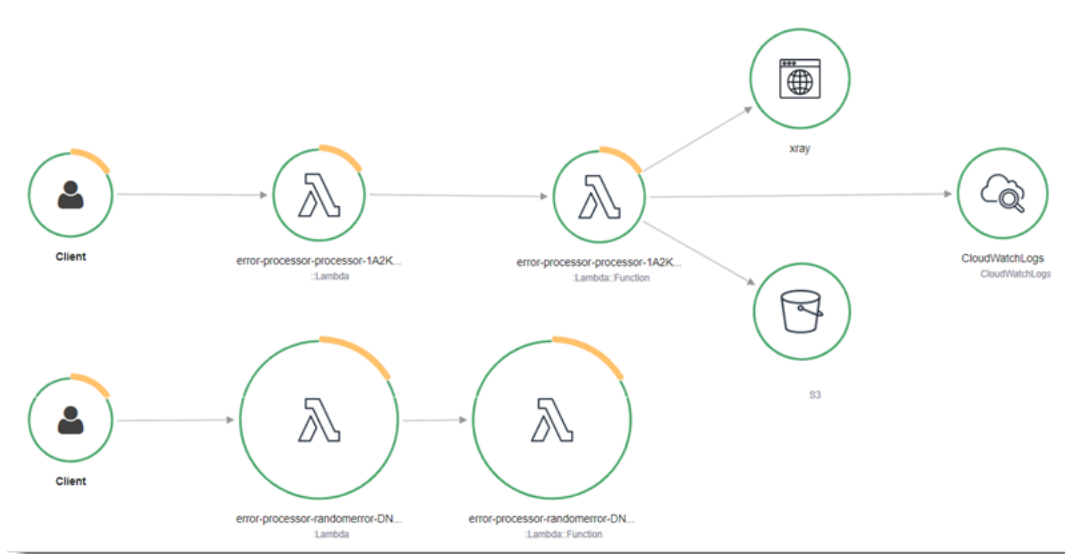 xray
Client
error-processor-processor-1A2K...
::Lambda
error-processor-processor-1A2K...
:Lambda::Function
CloudWatchLogs
CloudWatchLogs
S3
Client
error-processor-randomerror-DN...
:Lambda
error-processor-randomerror-DN...
:Lambda::Function